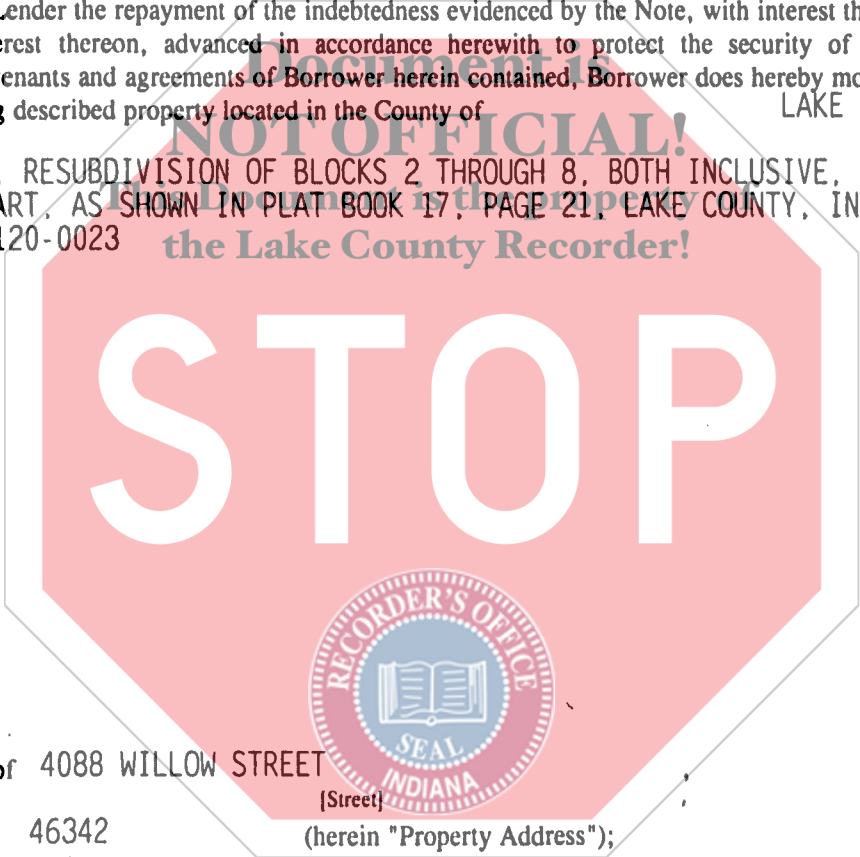 ender the repayment of the indebtedness evidenced by the Note, with interest th
erest thereon, advanced in accordance herewith to protect the security of
Document is
enants and agreements of Borrower herein contained, Borrower does hereby mo
g described property located in the County of LAKE
NOT OFFICIAL!
RESUBDIVISION OF BLOCKS 2 THROUGH 8, BOTH INCLUSIVE,
This Document is the property of
ART, AS SHOWN IN PLAT BOOK 17, PAGE 21, LAKE COUNTY, IN
120-0023
the Lake County Recorder!
STOP
RECORDER'S OFFICE
SEAL
INDIANA
of 4088 WILLOW STREET
[Street]
46342 (herein "Property Address");